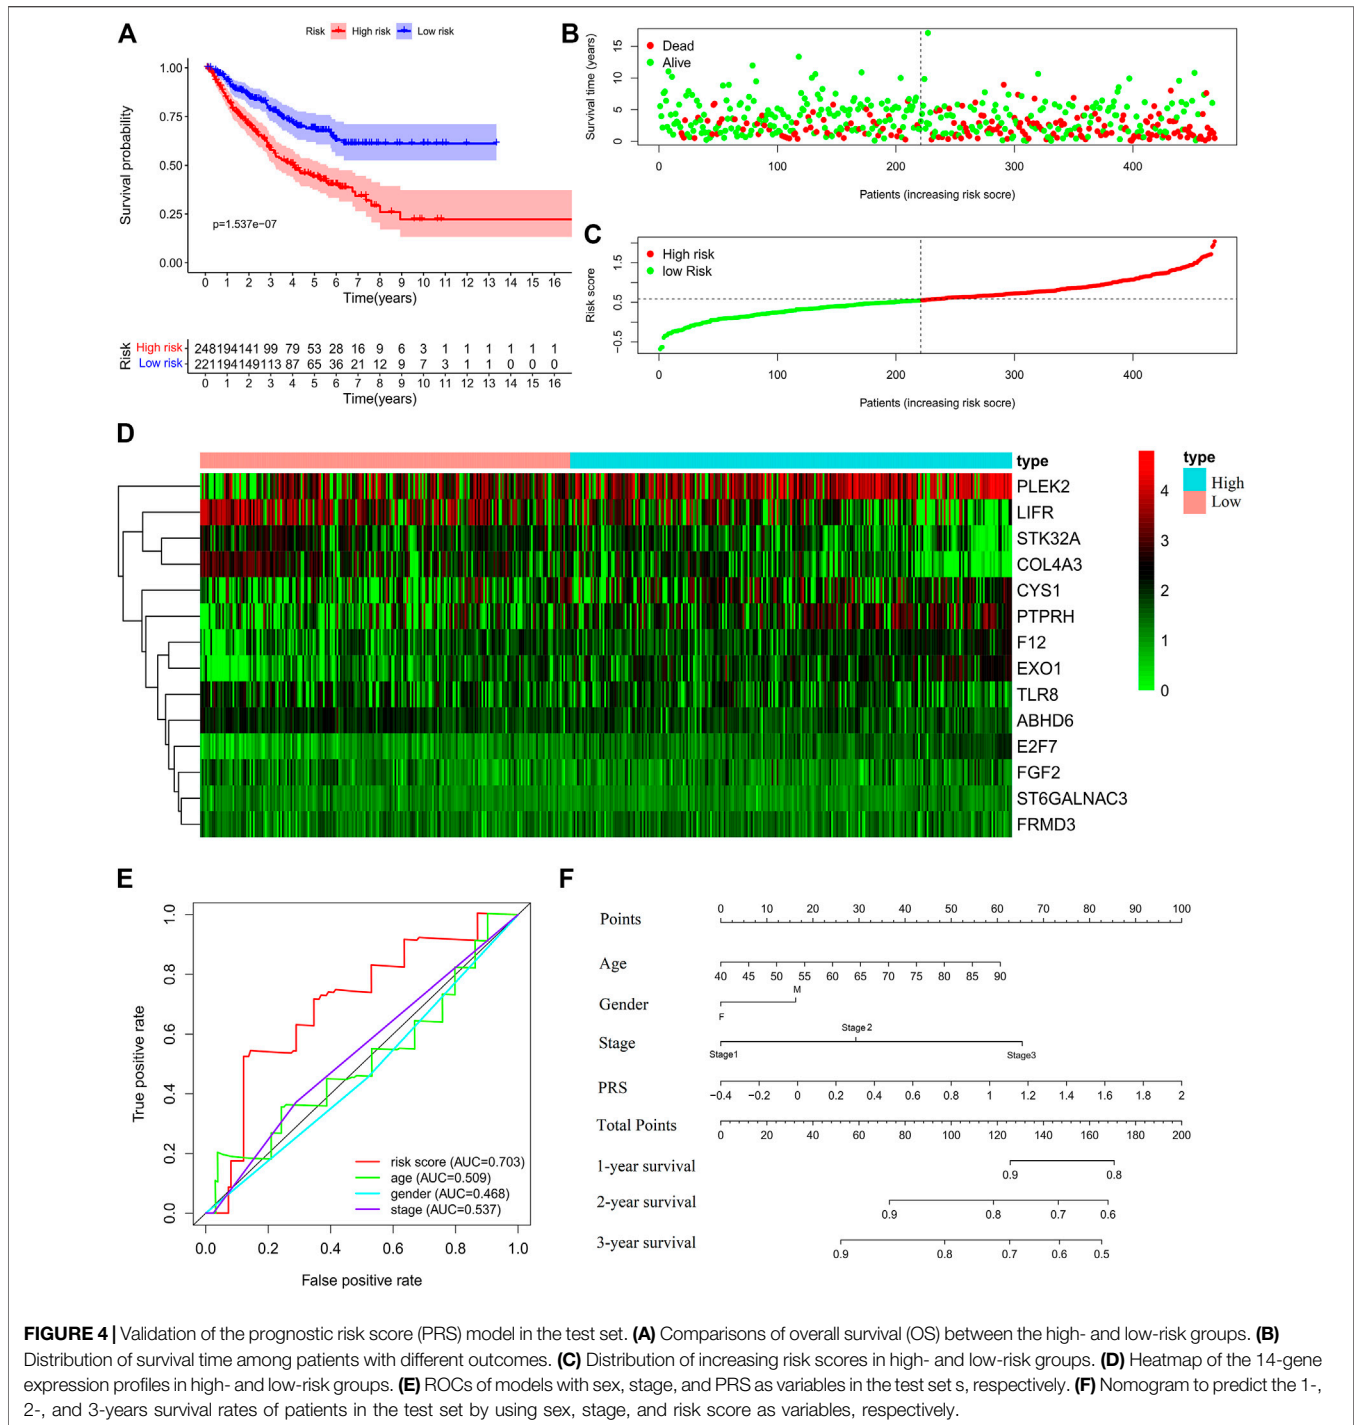 A
Risk High risk Low risk
Survival probability
1.00
0.75
0.50
0.25
0.00
p=1.537e−07
0 1 2 3 4 5 6 7 8 9 10 11 12 13 14 15 16
Time(years)
Risk
High risk 248 194 141 99 79 53 28 16 9 6 3 1 1 1 1 1 1
Low risk 221 194 149 113 87 65 36 21 12 9 7 3 1 1 0 0 0
0 1 2 3 4 5 6 7 8 9 10 11 12 13 14 15 16
Time(years)
B
Dead
Alive
Survival time (years)
15
10
5
0
0 100 200 300 400
Patients (increasing risk socre)
C
High risk
low Risk
Risk score
1.5
0.5
−0.5
0 100 200 300 400
Patients (increasing risk socre)
D
type
PLEK2
LIFR
STK32A
COL4A3
CYS1
PTPRH
F12
EXO1
TLR8
ABHD6
E2F7
FGF2
ST6GALNAC3
FRMD3
4
3
2
1
0
type
High
Low
E
True positive rate
1.0
0.8
0.6
0.4
0.2
0.0
risk score (AUC=0.703)
age (AUC=0.509)
gender (AUC=0.468)
stage (AUC=0.537)
0.0 0.2 0.4 0.6 0.8 1.0
False positive rate
F
Points 0 10 16 20 25 30 35 40 45 50 55 60 65 70 75 80 85 90 100
Age
40 45 50 55 60 65 70 75 80 85 90
Gender
M
F
Stage
Stage 2
Stage1 Stage3
PRS
−0.4 −0.2 0 0.2 0.4 0.6 0.8 1 1.2 1.4 1.6 1.8 2
Total Points
0 20 40 60 80 100 120 140 160 180 200
1-year survival
0.9 0.8
2-year survival
0.9 0.8 0.7 0.6
3-year survival
0.9 0.8 0.7 0.6 0.5
FIGURE 4 | Validation of the prognostic risk score (PRS) model in the test set. (A) Comparisons of overall survival (OS) between the high- and low-risk groups. (B)
Distribution of survival time among patients with different outcomes. (C) Distribution of increasing risk scores in high- and low-risk groups. (D) Heatmap of the 14-gene
expression profiles in high- and low-risk groups. (E) ROCs of models with sex, stage, and PRS as variables in the test set s, respectively. (F) Nomogram to predict the 1-,
2-, and 3-years survival rates of patients in the test set by using sex, stage, and risk score as variables, respectively.